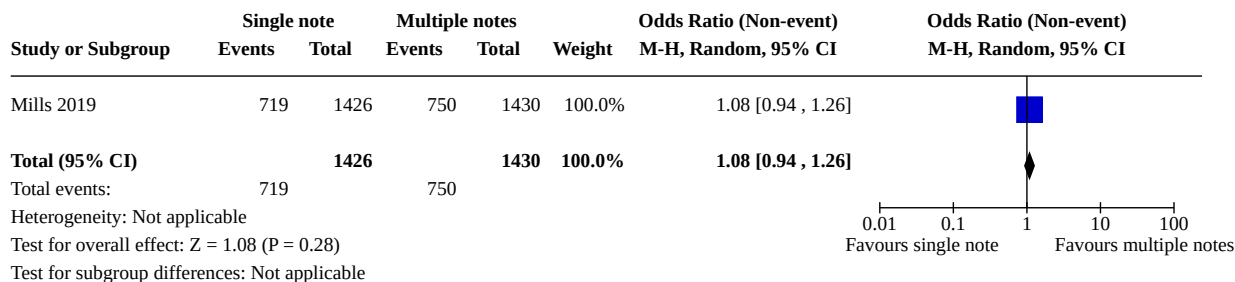 Single note Multiple notes Odds Ratio (Non-event) Odds Ratio (Non-event)
Study or Subgroup Events Total Events Total Weight M-H, Random, 95% CI M-H, Random, 95% CI
Mills 2019 719 1426 750 1430 100.0% 1.08 [0.94 , 1.26]
Total (95% CI) 1426 1430 100.0% 1.08 [0.94 , 1.26]
Total events: 719 750
Heterogeneity: Not applicable
0.01 0.1 1 10 100
Test for overall effect: Z = 1.08 (P = 0.28) Favours single note Favours multiple notes
Test for subgroup differences: Not applicable